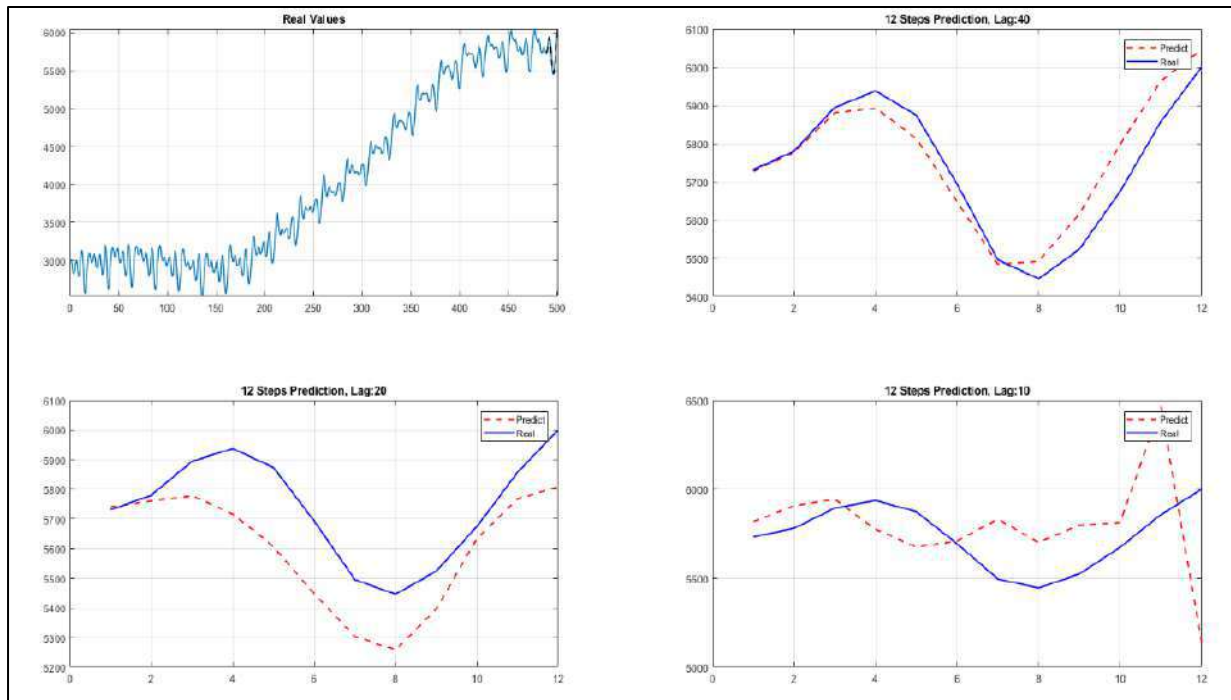 Real Values
6000
5500
5000
4500
4000
3500
3000
0 50 100 150 200 250 300 350 400 450 500
12 Steps Prediction, Lag:40
Predict
Real
6100
6000
5900
5800
5700
5600
5500
5400
0 2 4 6 8 10 12
12 Steps Prediction, Lag:20
Predict
Real
6100
6000
5900
5800
5700
5600
5500
5400
5300
5200
0 2 4 6 8 10 12
12 Steps Prediction, Lag:10
Predict
Real
6500
6000
5500
5000
0 2 4 6 8 10 12